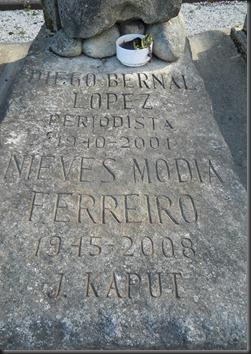 DIEGO BERNAL
LOPEZ
PERIODISTA
1940-2001
NIEVES MODIA
FERREIRO
1945-2008
J. KAPUT